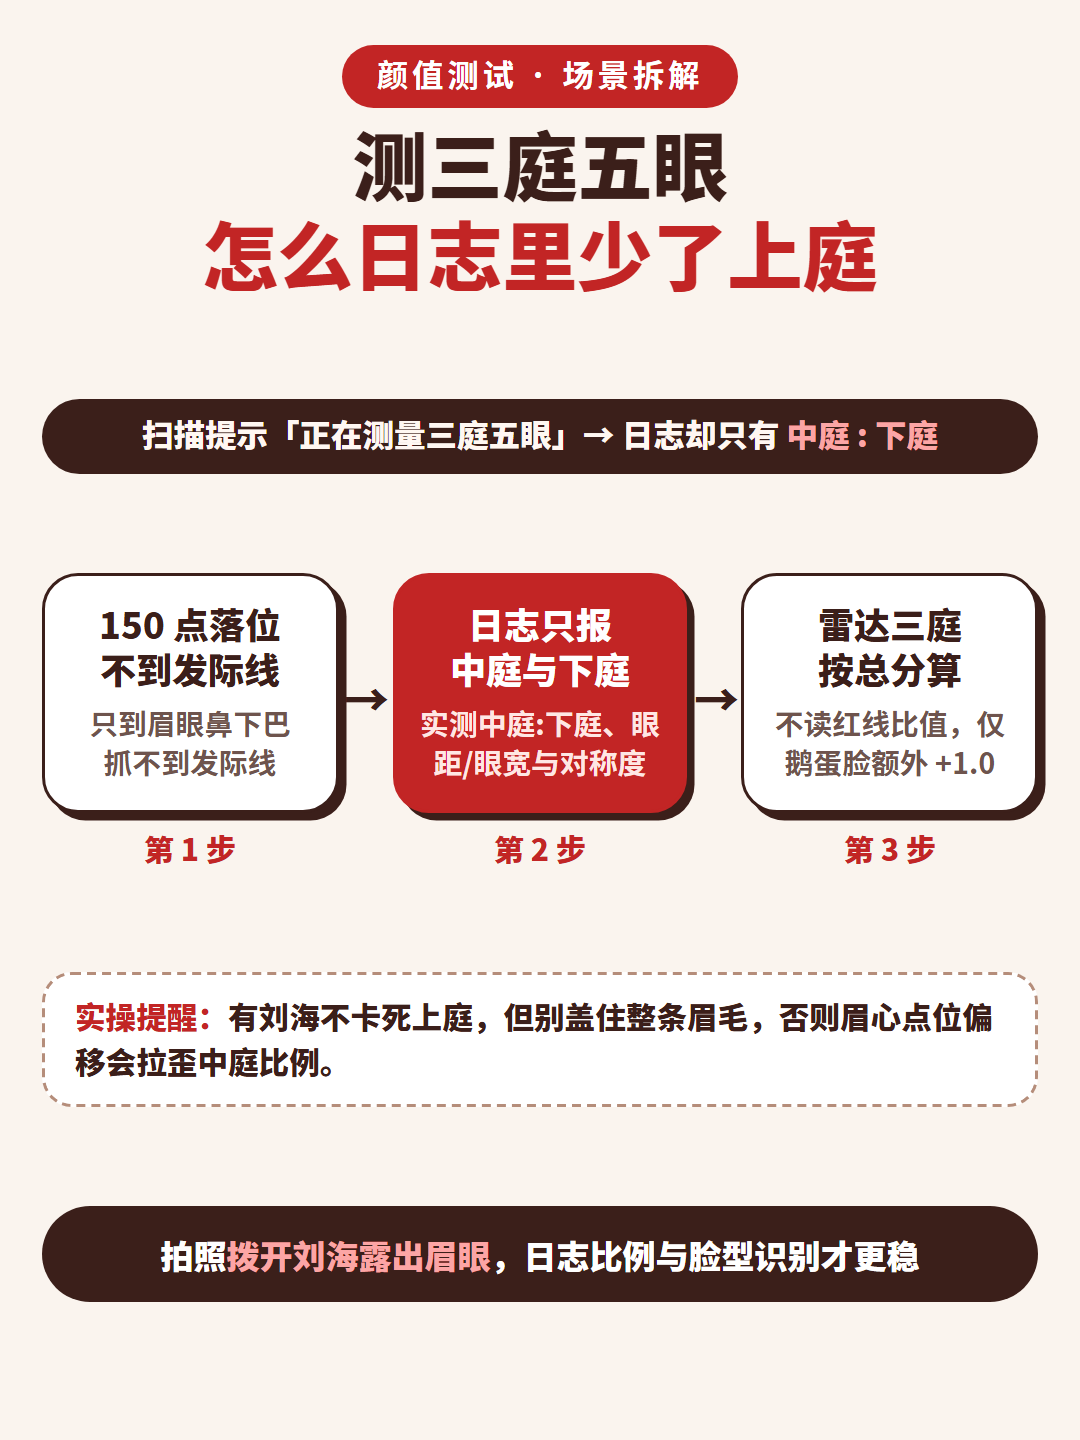 颜值测试 · 场景拆解
测三庭五眼
怎么日志里少了上庭
扫描提示「正在测量三庭五眼」→ 日志却只有 中庭 : 下庭
150 点落位
不到发际线
只到眉眼鼻下巴
抓不到发际线
第 1 步
→
日志只报
中庭与下庭
实测中庭:下庭、眼
距/眼宽与对称度
第 2 步
→
雷达三庭
按总分算
不读红线比值，仅
鹅蛋脸额外 +1.0
第 3 步
实操提醒：有刘海不卡死上庭，但别盖住整条眉毛，否则眉心点位偏
移会拉歪中庭比例。
拍照拨开刘海露出眉眼，日志比例与脸型识别才更稳